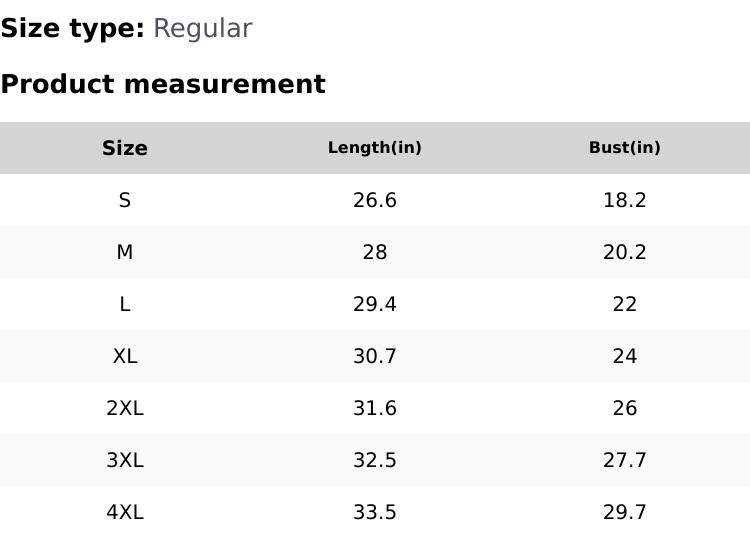 Size type: Regular
Product measurement
Size Length(in) Bust(in)
S 26.6 18.2
M 28 20.2
L 29.4 22
XL 30.7 24
2XL 31.6 26
3XL 32.5 27.7
4XL 33.5 29.7